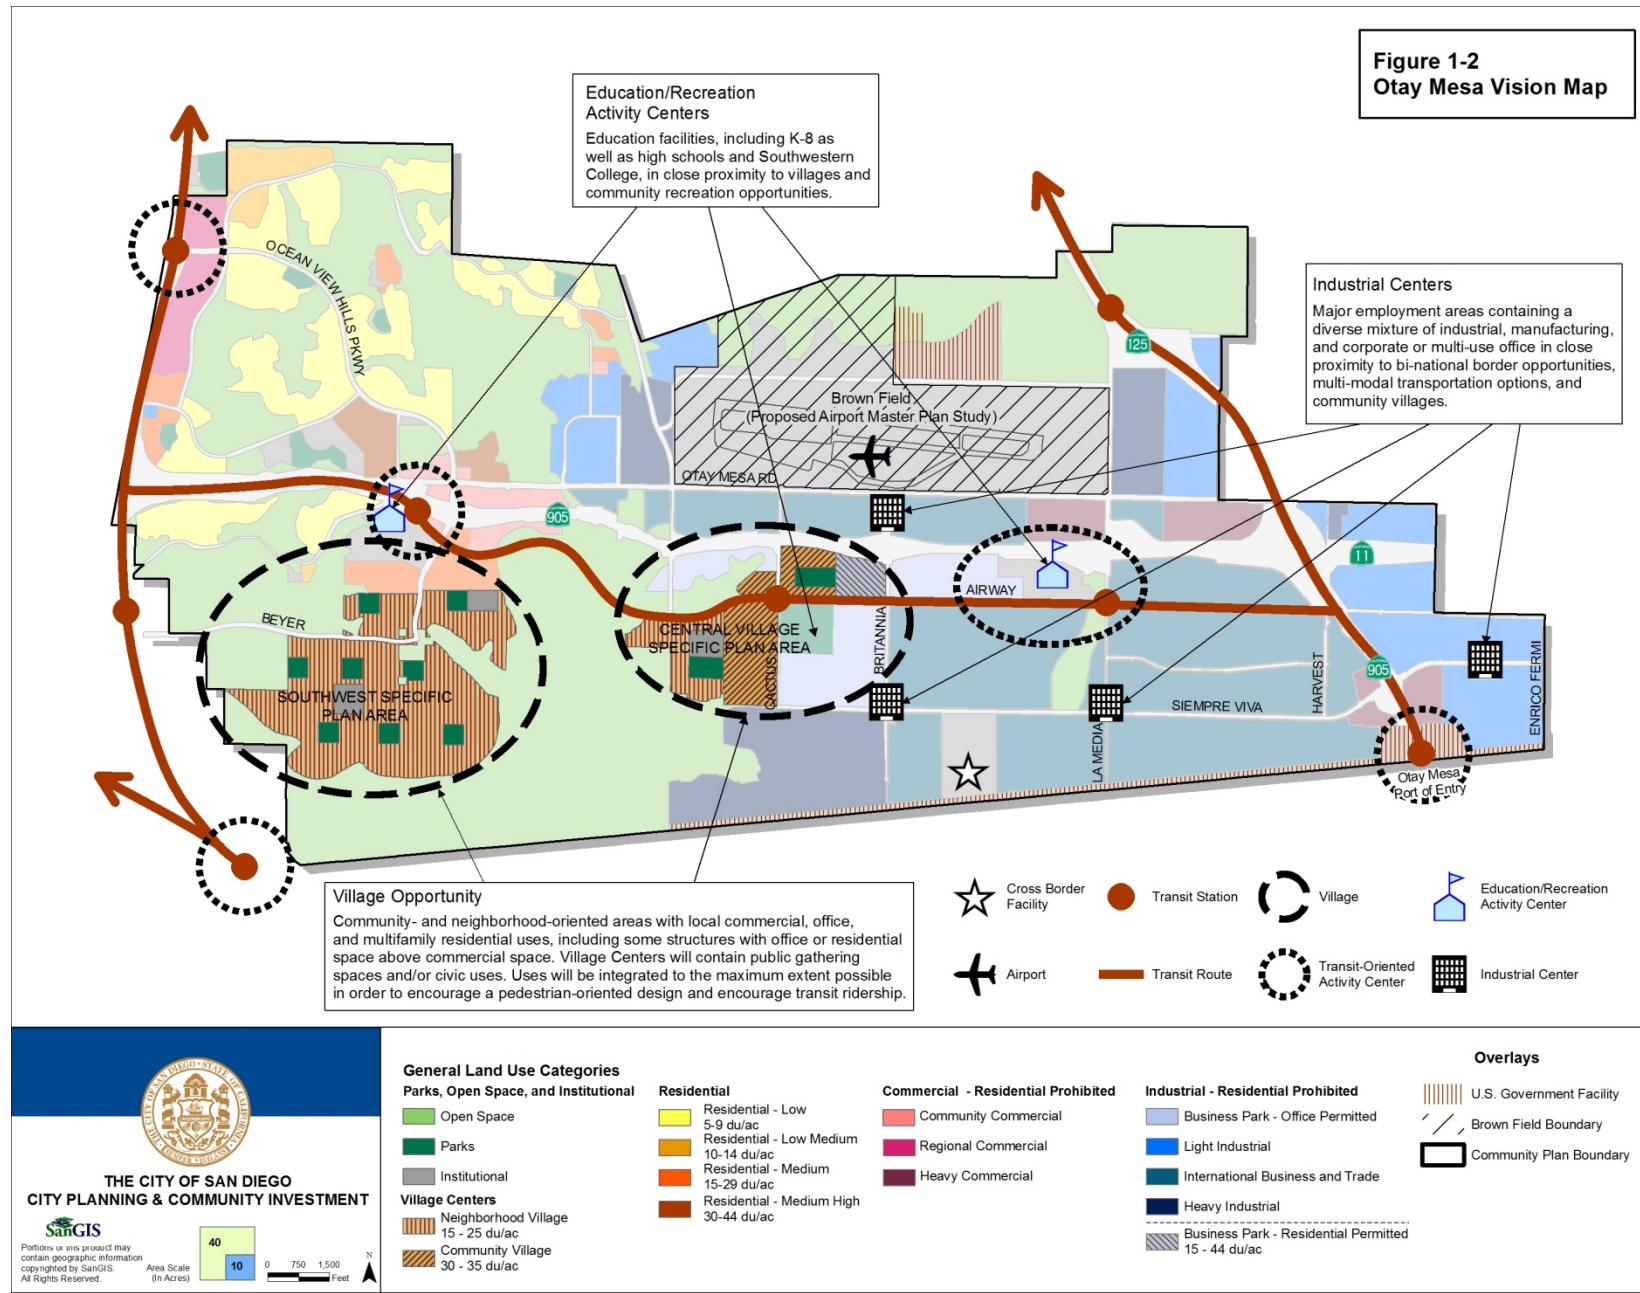 Figure 1-2
Otay Mesa Vision Map
Education/Recreation
Activity Centers
Education facilities, including K-8 as
well as high schools and Southwestern
College, in close proximity to villages and
community recreation opportunities.
Industrial Centers
Major employment areas containing a
diverse mixture of industrial, manufacturing,
and corporate or multi-use office in close
proximity to bi-national border opportunities,
multi-modal transportation options, and
community villages.
OCEAN VIEW HILLS PKWY
125
Brown Field
(Proposed Airport Master Plan Study)
OTAY MESA RD
905
11
AIRWAY
BEYER
BRITANNIA
CENTRAL VILLAGE
SPECIFIC PLAN AREA
CACTUS
HARVEST
905
ENRICO FERMI
SOUTHWEST SPECIFIC
PLAN AREA
SIEMPRE VIVA
LA MEDIA
Otay Mesa
Port of Entry
Village Opportunity
Community- and neighborhood-oriented areas with local commercial, office,
and multifamily residential uses, including some structures with office or residential
space above commercial space. Village Centers will contain public gathering
spaces and/or civic uses. Uses will be integrated to the maximum extent possible
in order to encourage a pedestrian-oriented design and encourage transit ridership.
Cross Border
Facility
Transit Station
Village
Education/Recreation
Activity Center
Airport
Transit Route
Transit-Oriented
Activity Center
Industrial Center
THE CITY OF SAN DIEGO
CITY PLANNING & COMMUNITY INVESTMENT
SanGIS
Portions of this product may
contain geographic information
copyrighted by SanGIS.
All Rights Reserved.
Area Scale
(In Acres)
40
10
0 750 1,500
Feet
N
General Land Use Categories
Parks, Open Space, and Institutional
Open Space
Parks
Institutional
Village Centers
Neighborhood Village
15 - 25 du/ac
Community Village
30 - 35 du/ac
Residential
Residential - Low
5-9 du/ac
Residential - Low Medium
10-14 du/ac
Residential - Medium
15-29 du/ac
Residential - Medium High
30-44 du/ac
Commercial - Residential Prohibited
Community Commercial
Regional Commercial
Heavy Commercial
Industrial - Residential Prohibited
Business Park - Office Permitted
Light Industrial
International Business and Trade
Heavy Industrial
Business Park - Residential Permitted
15 - 44 du/ac
Overlays
U.S. Government Facility
Brown Field Boundary
Community Plan Boundary